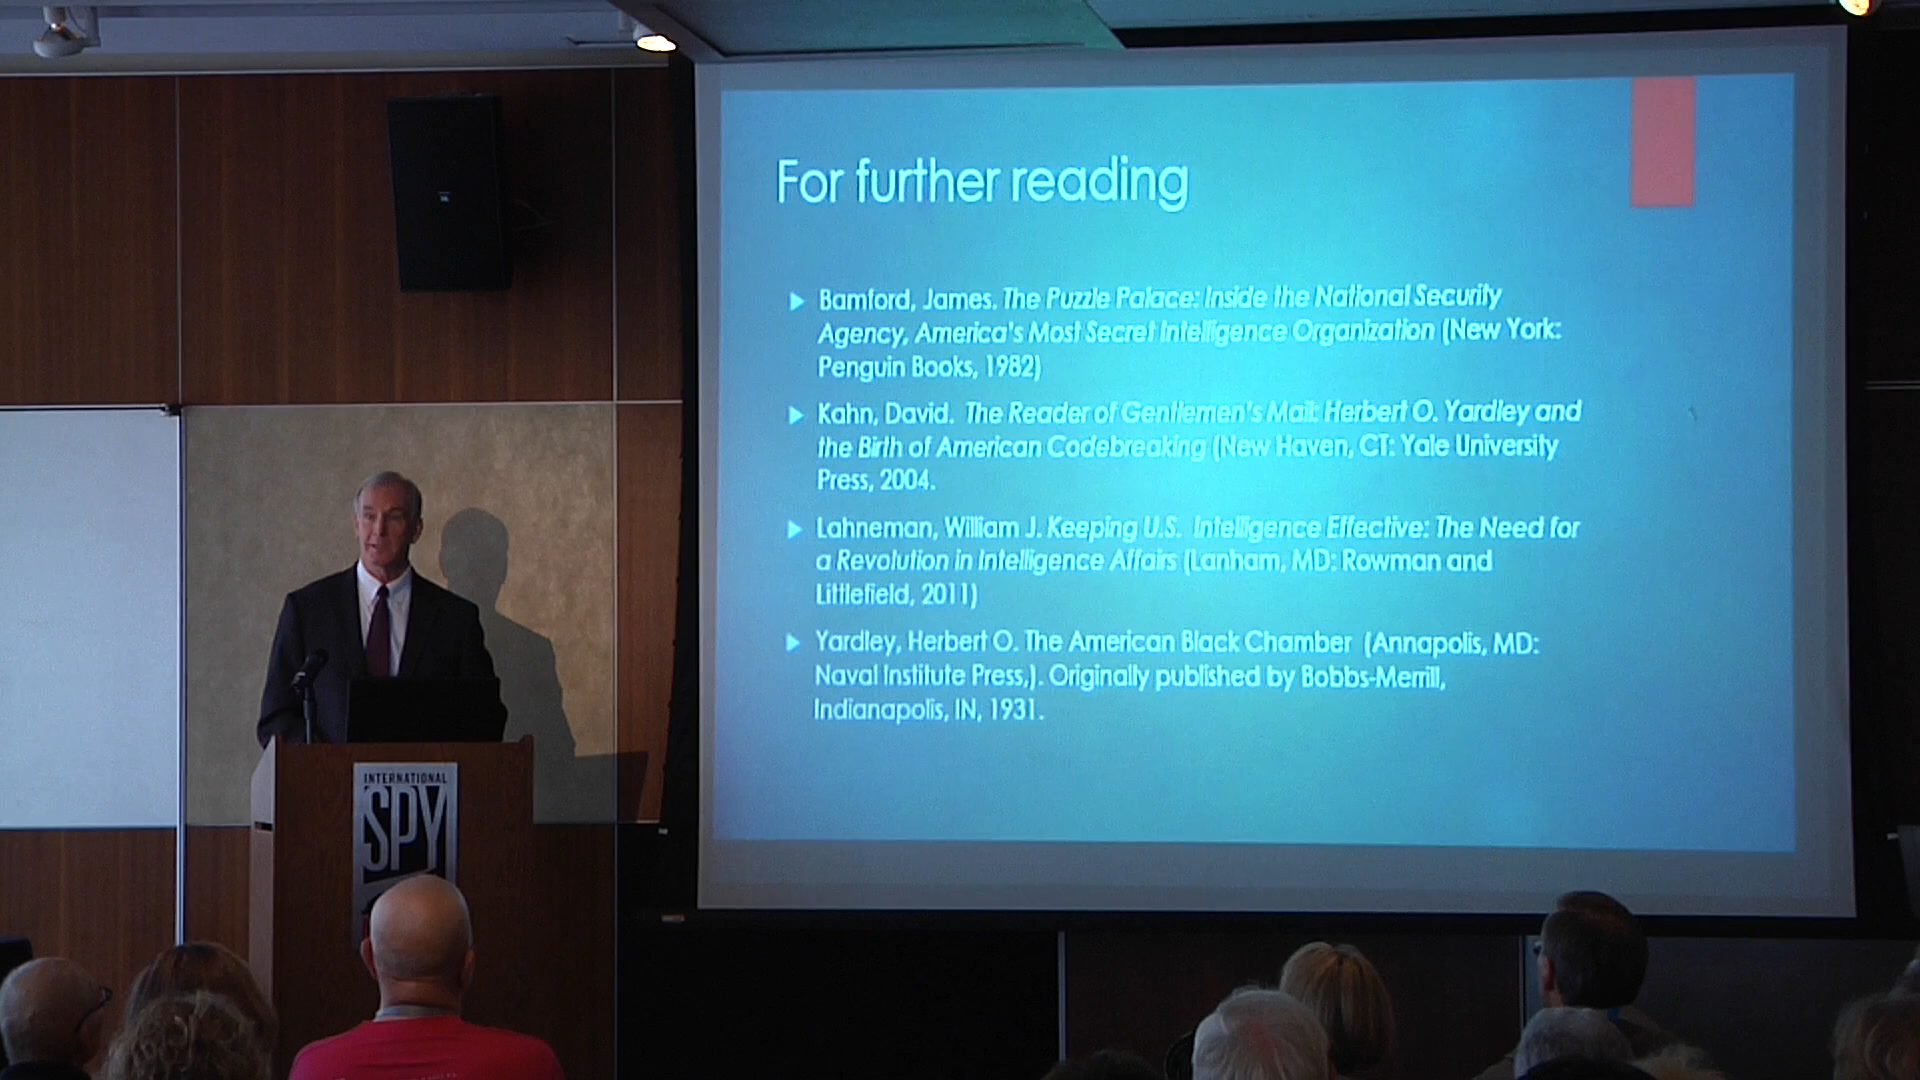 For further reading
Bamford, James. The Puzzle Palace: Inside the National Security
Agency, America's Most Secret Intelligence Organization (New York:
Penguin Books, 1982)
Kahn, David. The Reader of Gentlemen's Mail: Herbert O. Yardley and
the Birth of American Codebreaking (New Haven, CT: Yale University
Press, 2004.
Lahneman, William J. Keeping U.S. Intelligence Effective: The Need for
a Revolution in Intelligence Affairs (Lanham, MD: Rowman and
Littlefield, 2011)
Yardley, Herbert O. The American Black Chamber (Annapolis, MD:
Naval Institute Press,). Originally published by Bobbs-Merrill,
Indianapolis, IN, 1931.
INTERNATIONAL
SPY